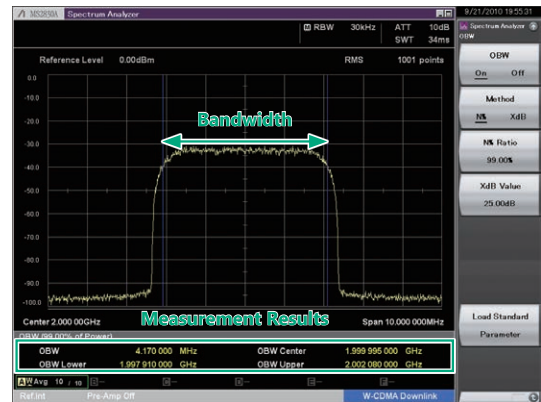 MS2830A Spectrum Analyzer
9/21/2010 19:55:31
M RBW 30kHz ATT 10dB
SWT 34ms
Spectrum Analyzer
OBW
Reference Level 0.00dBm RMS 1001 points
OBW
On Off
0.0
-10.0
-20.0
-30.0
-40.0
-50.0
-60.0
-70.0
-80.0
-90.0
-100.0
Bandwidth
Method
N% XdB
N% Ratio
99.00%
XdB Value
25.00dB
Measurement Results
Center 2.000 00GHz Span 10.000 000MHz
OBW (99.00% of Power)
OBW 4.170 000 MHz OBW Center 1.999 995 000 GHz
OBW Lower 1.997 910 000 GHz OBW Upper 2.002 080 000 GHz
Load Standard
Parameter
A W Avg 10 / 10
Ref.Int Pre-Amp Off W-CDMA Downlink